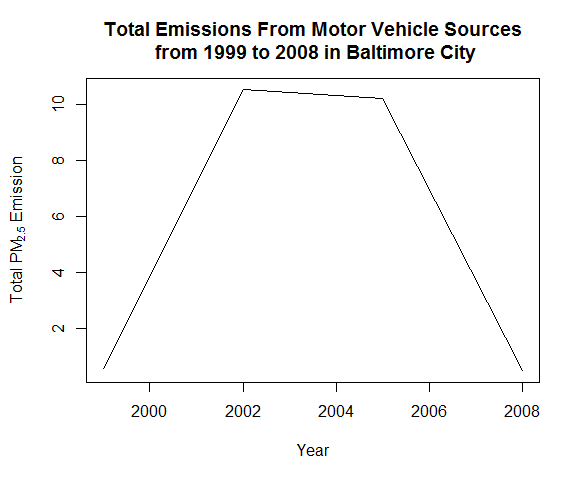 Total Emissions From Motor Vehicle Sources
from 1999 to 2008 in Baltimore City
Total PM2.5 Emission
10
8
6
4
2
2000 2002 2004 2006 2008
Year